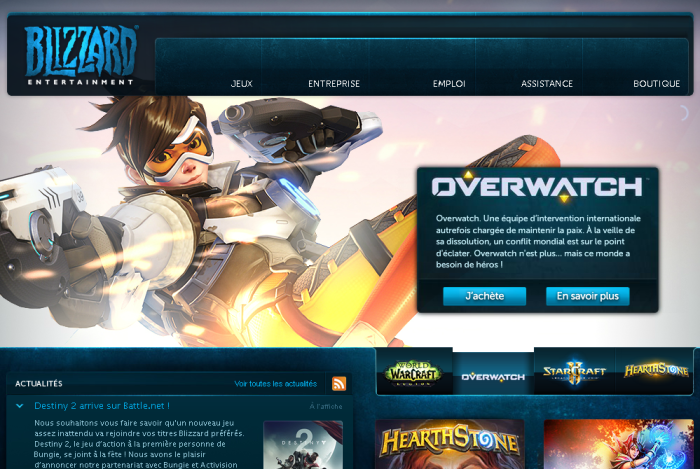 BLIZZARD
ENTERTAINMENT
JEUX ENTREPRISE EMPLOI ASSISTANCE BOUTIQUE
OVERWATCH
Overwatch. Une équipe d'intervention internationale
autrefois chargée de maintenir la paix. À la veille de
sa dissolution, un conflit mondial est sur le point
d'éclater. Overwatch n'est plus... mais ce monde a
besoin de héros !
J'achète En savoir plus
WORLD
WARCRAFT
LEGION
OVERWATCH
STARCRAFT
II
HEARTHSTONE
ACTUALITÉS Voir toutes les actualités
Destiny 2 arrive sur Battle.net ! À l'affiche
Nous souhaitons vous faire savoir qu'un nouveau jeu
assez inattendu va rejoindre vos titres Blizzard préférés.
Destiny 2, le jeu d'action à la première personne de
Bungie, se joint à la fête ! Nous avons le plaisir
d'annoncer notre partenariat avec Bungie et Activision
2
DESTINY
HEARTHSTONE